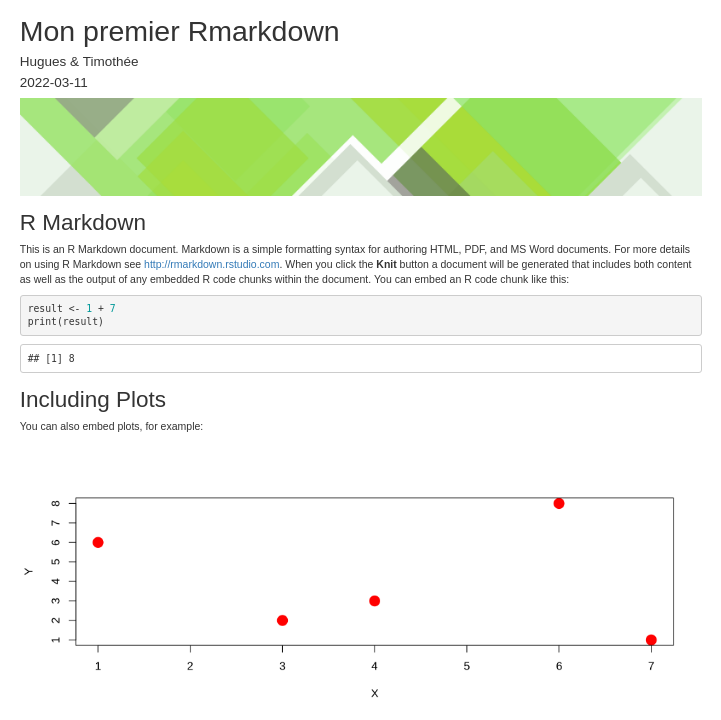 Mon premier Rmarkdown
Hugues & Timothée
2022-03-11
R Markdown
This is an R Markdown document. Markdown is a simple formatting syntax for authoring HTML, PDF, and MS Word documents. For more details
on using R Markdown see http://rmarkdown.rstudio.com. When you click the Knit button a document will be generated that includes both content
as well as the output of any embedded R code chunks within the document. You can embed an R code chunk like this:
result <- 1 + 7
print(result)
## [1] 8
Including Plots
You can also embed plots, for example:
8
7
6
5
4
3
2
1
Y
1 2 3 4 5 6 7
X